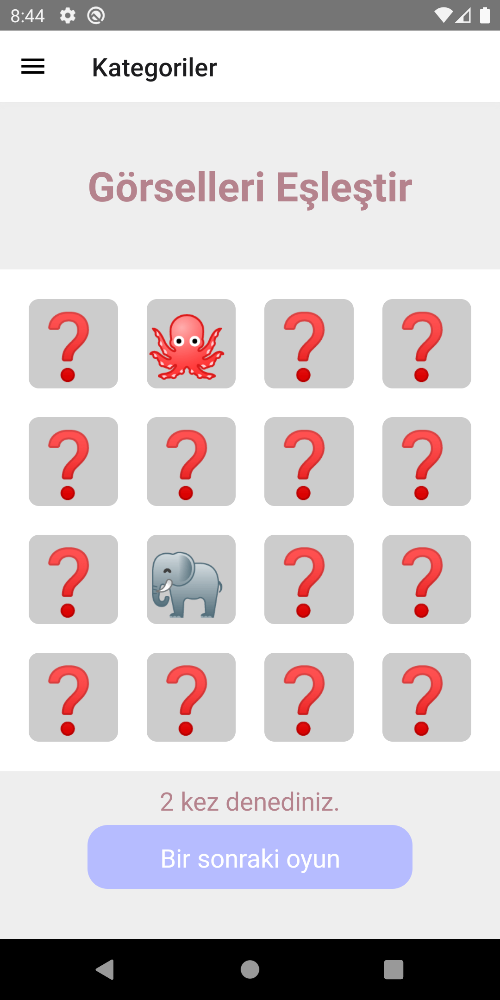 8:44
Kategoriler
Görselleri Eşleştir
❓ ❓ ❓
❓ ❓ ❓ ❓
❓ ❓ ❓
❓ ❓ ❓ ❓
2 kez denediniz.
Bir sonraki oyun